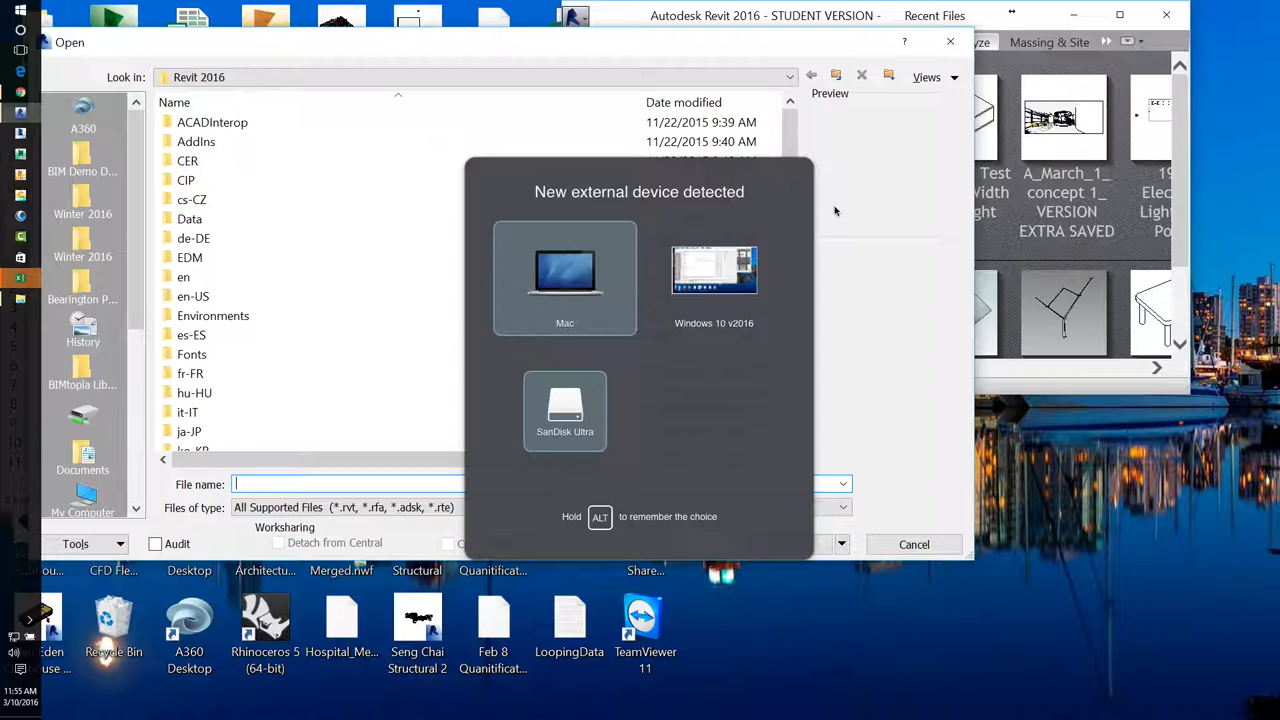 Autodesk Revit 2016 - STUDENT VERSION - Recent Files
Open
?
yze
Massing & Site
Look in:
Revit 2016
Views
Preview
Name
Date modified
ACADInterop
11/22/2015 9:39 AM
AddIns
11/22/2015 9:40 AM
CER
CIP
cs-CZ
Data
de-DE
EDM
en
en-US
Environments
es-ES
Fonts
fr-FR
hu-HU
it-IT
ja-JP
A360
BIM Demo D...
Winter 2016
Winter 2016
Bearington P...
History
BIMtopia Lib...
Documents
My Computer
File name:
Files of type:
All Supported Files (*.rvt, *.rfa, *.adsk, *.rte)
Worksharing
Tools
Audit
Detach from Central
Cancel
New external device detected
Mac
Windows 10 v2016
SanDisk Ultra
Hold ALT to remember the choice
Test
A_March_1_
concept 1_
VERSION
EXTRA SAVED
19
Elec
Ligh
Po
CFD Fle...
Desktop
Architectu...
Merged.nwf
Structural
Quantificat...
Share...
Eden
Recycle Bin
A360
Desktop
Rhinoceros 5
(64-bit)
Hospital_Me...
Seng Chai
Structural 2
Feb 8
Quantificat...
LoopingData
TeamViewer
11
11:55 AM
3/10/2016